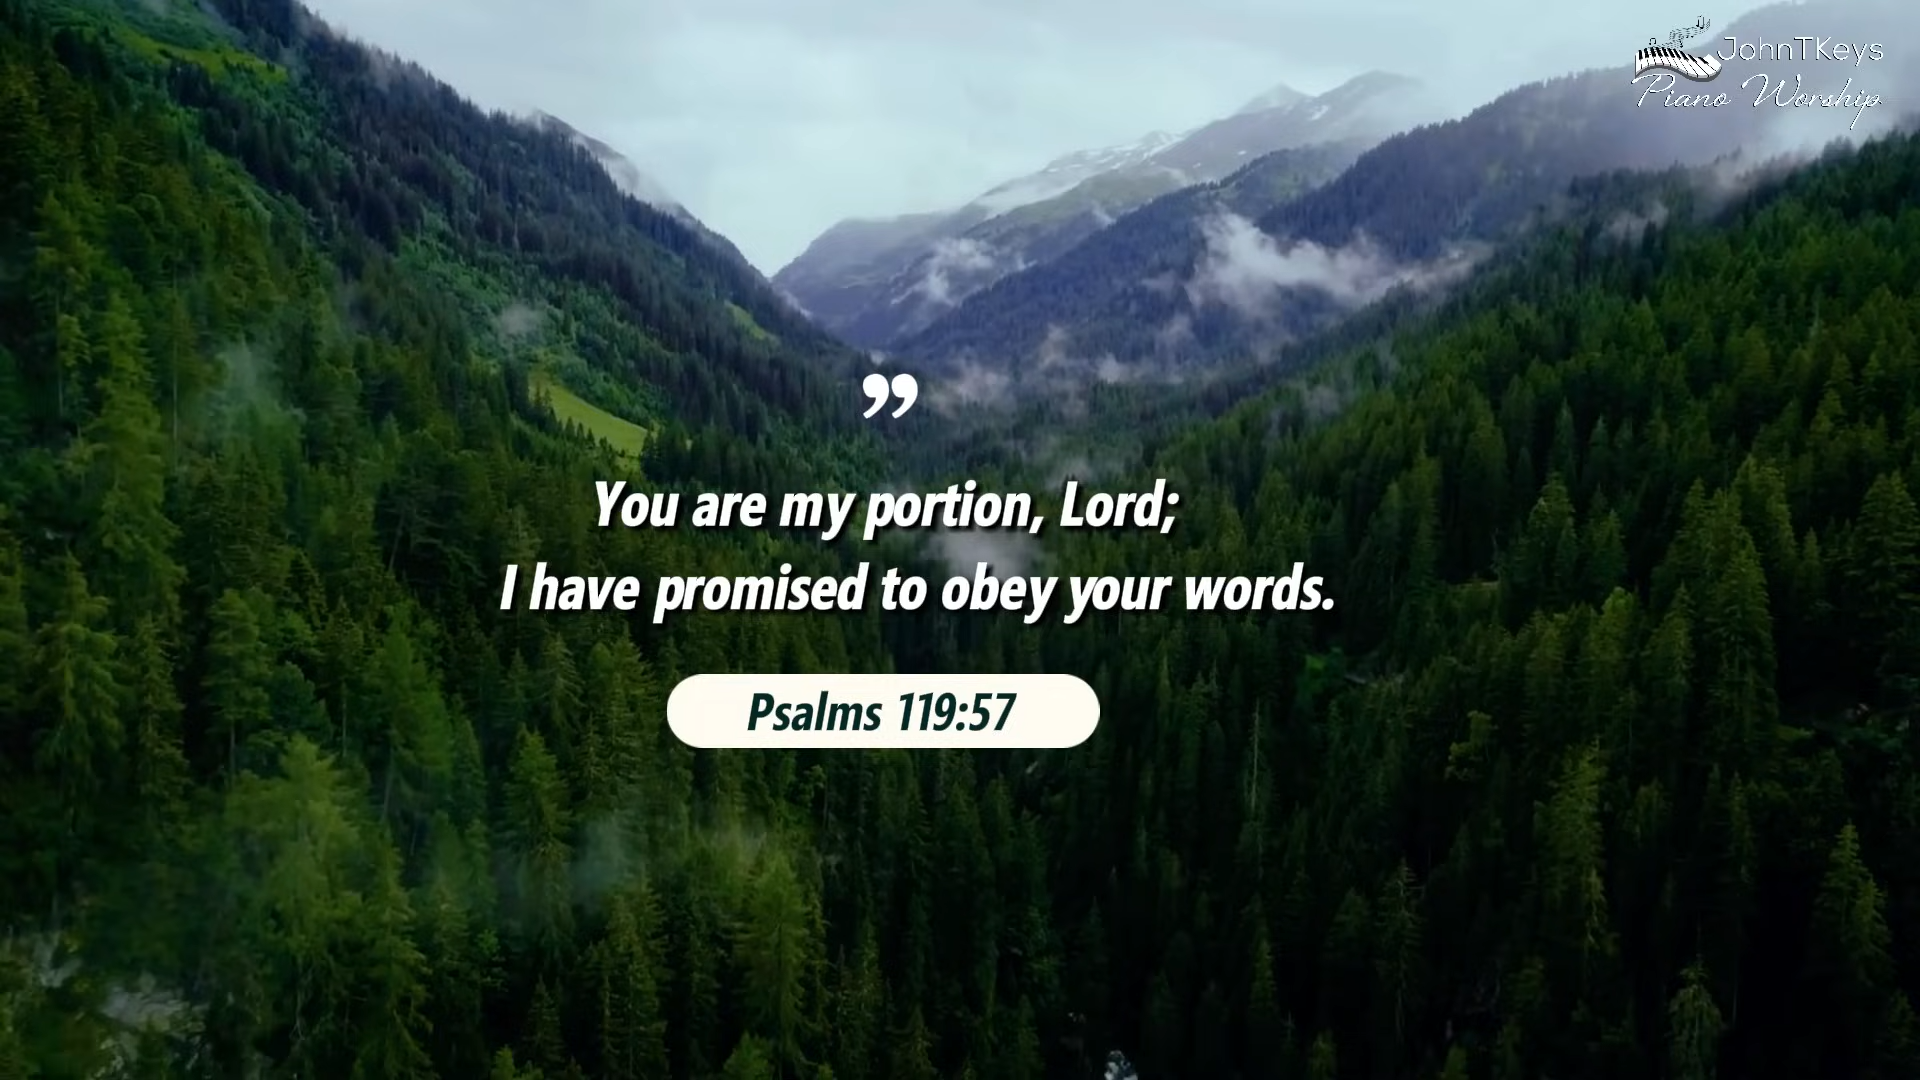 JohnTKeys
Piano Worship
”
You are my portion, Lord;
I have promised to obey your words.
Psalms 119:57